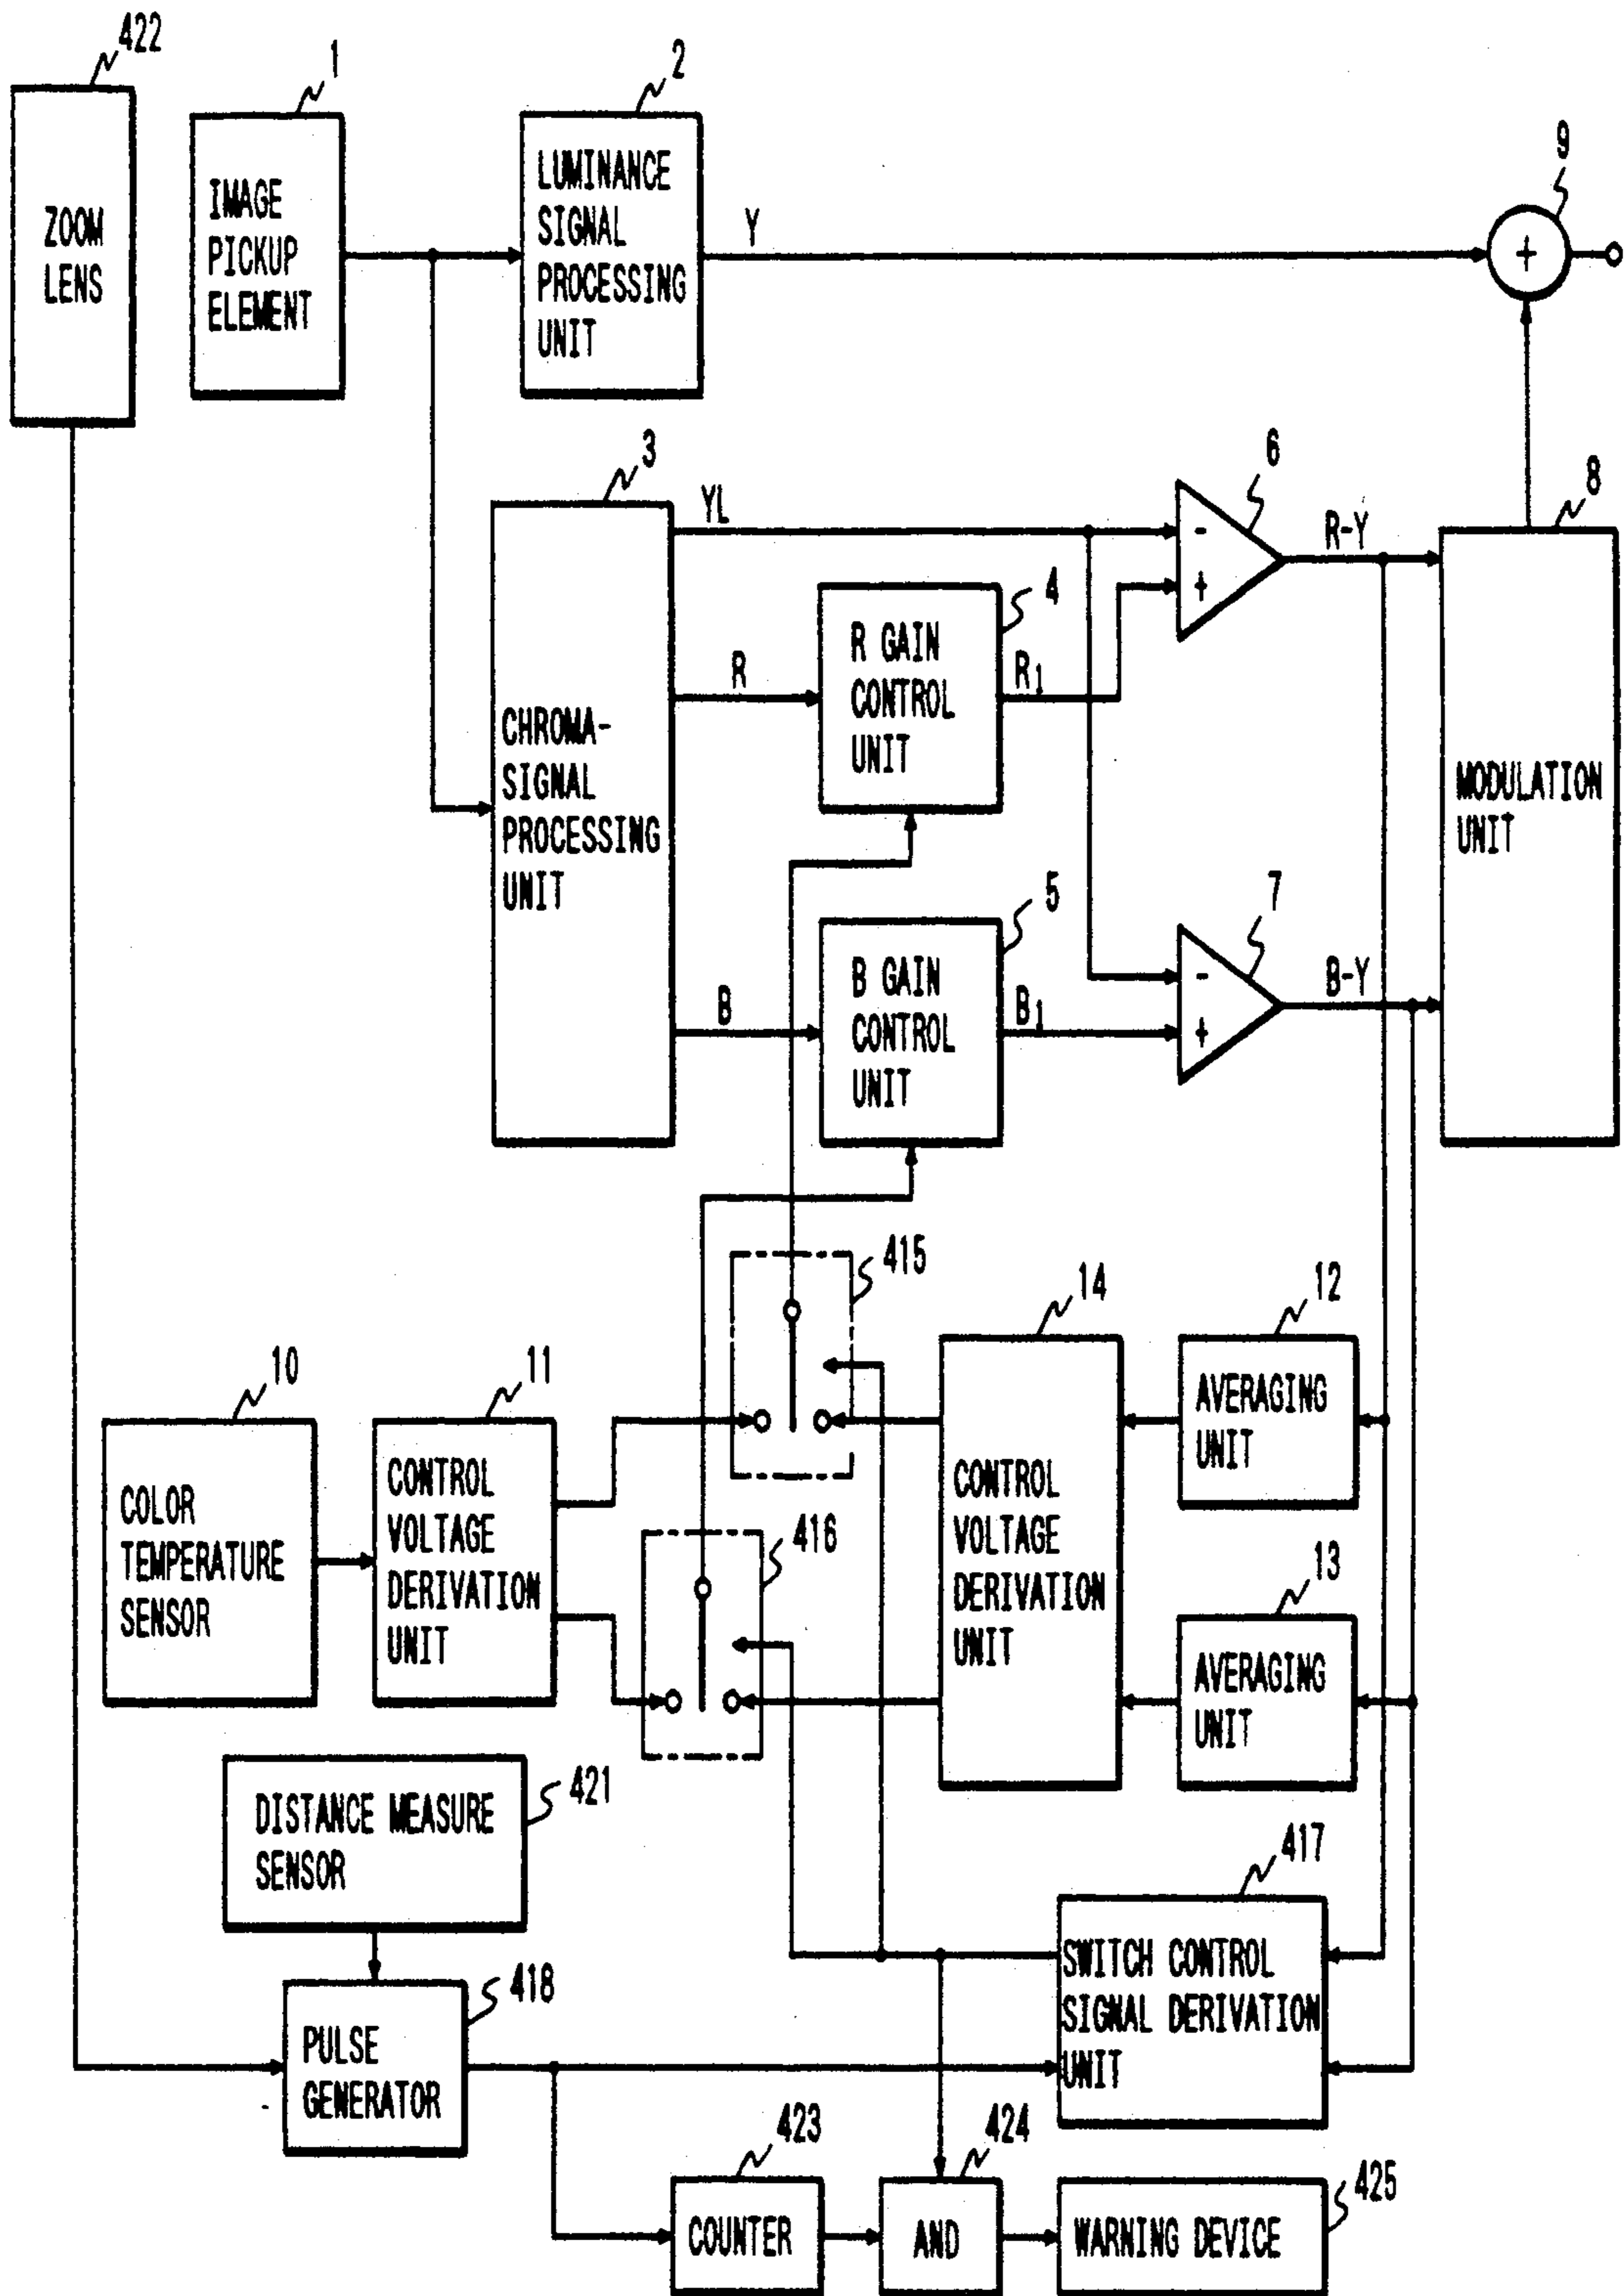 422
1
2
9
ZOOM
LENS
IMAGE
PICKUP
ELEMENT
LUMINANCE
SIGNAL
PROCESSING
UNIT
Y
+
3
YL
6
8
-
+
R-Y
CHROMA-
SIGNAL
PROCESSING
UNIT
R
R GAIN
CONTROL
UNIT
4
R1
MODULATION
UNIT
B
B GAIN
CONTROL
UNIT
5
B1
7
-
+
B-Y
415
14
12
10
11
COLOR
TEMPERATURE
SENSOR
CONTROL
VOLTAGE
DERIVATION
UNIT
416
CONTROL
VOLTAGE
DERIVATION
UNIT
AVERAGING
UNIT
13
AVERAGING
UNIT
DISTANCE MEASURE
SENSOR
421
417
418
PULSE
GENERATOR
SWITCH CONTROL
SIGNAL DERIVATION
UNIT
423
424
425
COUNTER
AND
WARNING DEVICE